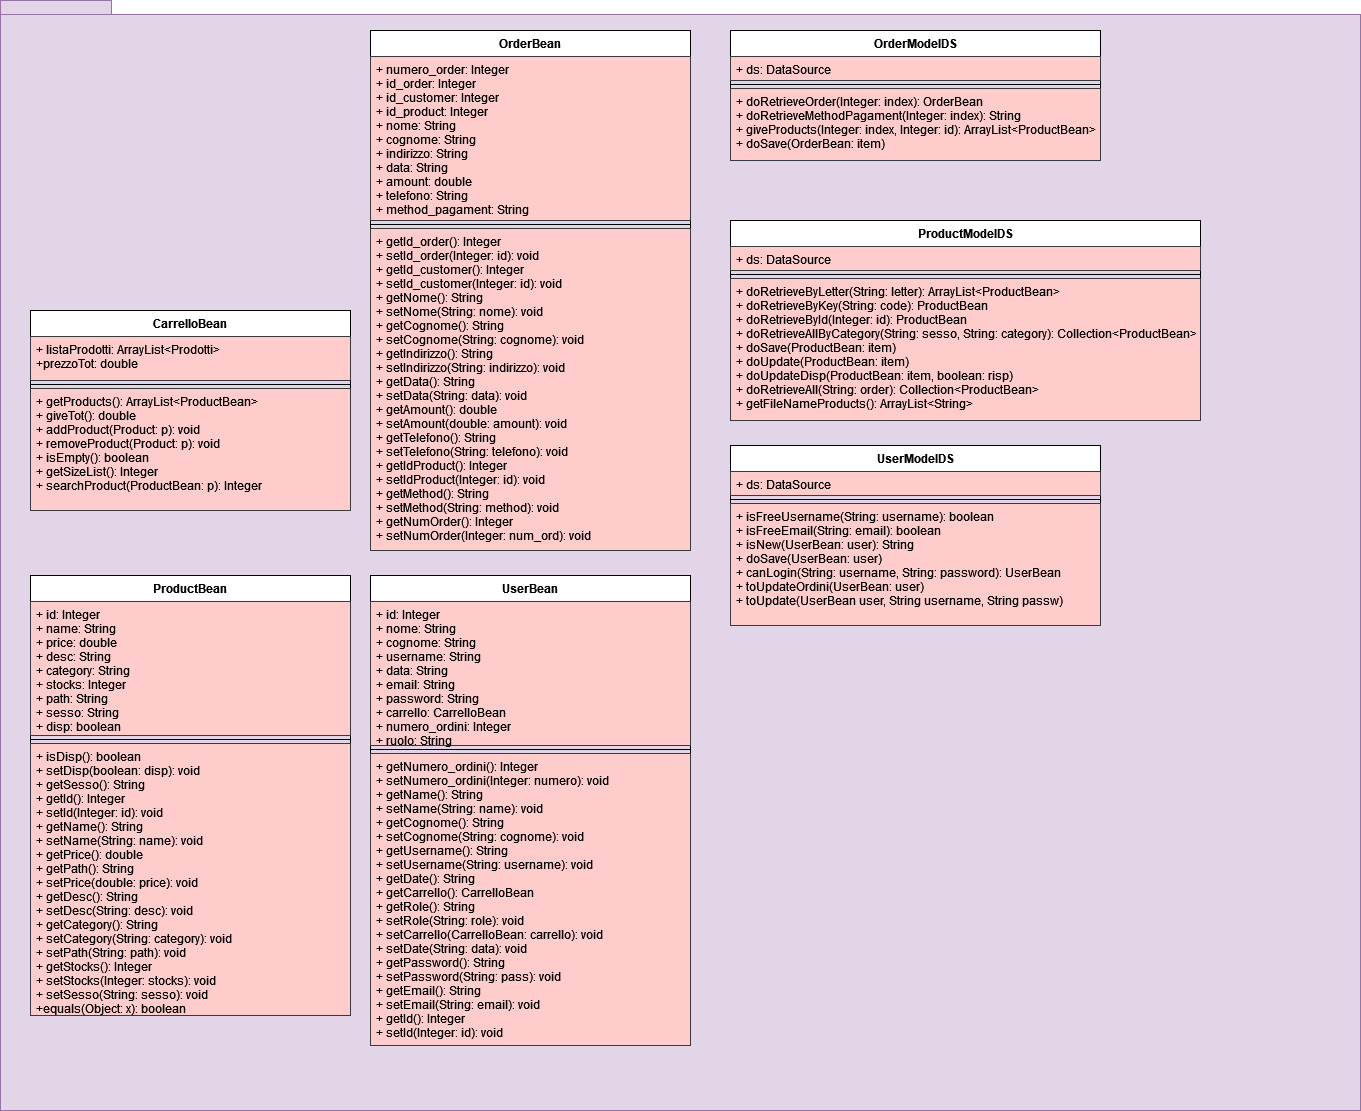 OrderBean
+ numero_order: Integer
+ id_order: Integer
+ id_customer: Integer
+ id_product: Integer
+ nome: String
+ cognome: String
+ indirizzo: String
+ data: String
+ amount: double
+ telefono: String
+ method_pagament: String
+ getId_order(): Integer
+ setId_order(Integer: id): void
+ getId_customer(): Integer
+ setId_customer(Integer: id): void
+ getNome(): String
+ setNome(String: nome): void
+ getCognome(): String
+ setCognome(String: cognome): void
+ getIndirizzo(): String
+ setIndirizzo(String: indirizzo): void
+ getData(): String
+ setData(String: data): void
+ getAmount(): double
+ setAmount(double: amount): void
+ getTelefono(): String
+ setTelefono(String: telefono): void
+ getIdProduct(): Integer
+ setIdProduct(Integer: id): void
+ getMethod(): String
+ setMethod(String: method): void
+ getNumOrder(): Integer
+ setNumOrder(Integer: num_ord): void
OrderModelDS
+ ds: DataSource
+ doRetrieveOrder(Integer: index): OrderBean
+ doRetrieveMethodPagament(Integer: index): String
+ giveProducts(Integer: index, Integer: id): ArrayList<ProductBean>
+ doSave(OrderBean: item)
ProductModelDS
+ ds: DataSource
+ doRetrieveByLetter(String: letter): ArrayList<ProductBean>
+ doRetrieveByKey(String: code): ProductBean
+ doRetrieveById(Integer: id): ProductBean
+ doRetrieveAllByCategory(String: sesso, String: category): Collection<ProductBean>
+ doSave(ProductBean: item)
+ doUpdate(ProductBean: item)
+ doUpdateDisp(ProductBean: item, boolean: risp)
+ doRetrieveAll(String: order): Collection<ProductBean>
+ getFileNameProducts(): ArrayList<String>
CarrelloBean
+ listaProdotti: ArrayList<Prodotti>
+prezzoTot: double
+ getProducts(): ArrayList<ProductBean>
+ giveTot(): double
+ addProduct(Product: p): void
+ removeProduct(Product: p): void
+ isEmpty(): boolean
+ getSizeList(): Integer
+ searchProduct(ProductBean: p): Integer
UserModelDS
+ ds: DataSource
+ isFreeUsername(String: username): boolean
+ isFreeEmail(String: email): boolean
+ isNew(UserBean: user): String
+ doSave(UserBean: user)
+ canLogin(String: username, String: password): UserBean
+ toUpdateOrdini(UserBean: user)
+ toUpdate(UserBean user, String username, String passw)
ProductBean
+ id: Integer
+ name: String
+ price: double
+ desc: String
+ category: String
+ stocks: Integer
+ path: String
+ sesso: String
+ disp: boolean
+ isDisp(): boolean
+ setDisp(boolean: disp): void
+ getSesso(): String
+ getId(): Integer
+ setId(Integer: id): void
+ getName(): String
+ setName(String: name): void
+ getPrice(): double
+ getPath(): String
+ setPrice(double: price): void
+ getDesc(): String
+ setDesc(String: desc): void
+ getCategory(): String
+ setCategory(String: category): void
+ setPath(String: path): void
+ getStocks(): Integer
+ setStocks(Integer: stocks): void
+ setSesso(String: sesso): void
+equals(Object: x): boolean
UserBean
+ id: Integer
+ nome: String
+ cognome: String
+ username: String
+ data: String
+ email: String
+ password: String
+ carrello: CarrelloBean
+ numero_ordini: Integer
+ ruolo: String
+ getNumero_ordini(): Integer
+ setNumero_ordini(Integer: numero): void
+ getName(): String
+ setName(String: name): void
+ getCognome(): String
+ setCognome(String: cognome): void
+ getUsername(): String
+ setUsername(String: username): void
+ getDate(): String
+ getCarrello(): CarrelloBean
+ getRole(): String
+ setRole(String: role): void
+ setCarrello(CarrelloBean: carrello): void
+ setDate(String: data): void
+ getPassword(): String
+ setPassword(String: pass): void
+ getEmail(): String
+ setEmail(String: email): void
+ getId(): Integer
+ setId(Integer: id): void